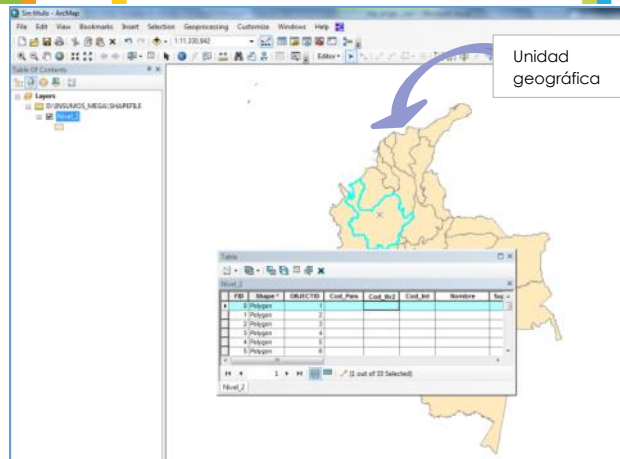 Sin título - ArcMap
File Edit View Bookmarks Insert Selection Geoprocessing Customize Windows Help
1:11,330,942
Editor
Table Of Contents
Layers
D:\INSUMOS_MEGA\SHAPEFILE
Nivel_2
Unidad
geográfica
Table
Nivel_2
FID Shape * OBJECTID Cod_Pais Cod_Nv2 Cod_Int Nombre
0 Polygon 1
1 Polygon 2
2 Polygon 3
3 Polygon 4
4 Polygon 5
5 Polygon 6
1 (1 out of 33 Selected)
Nivel_2